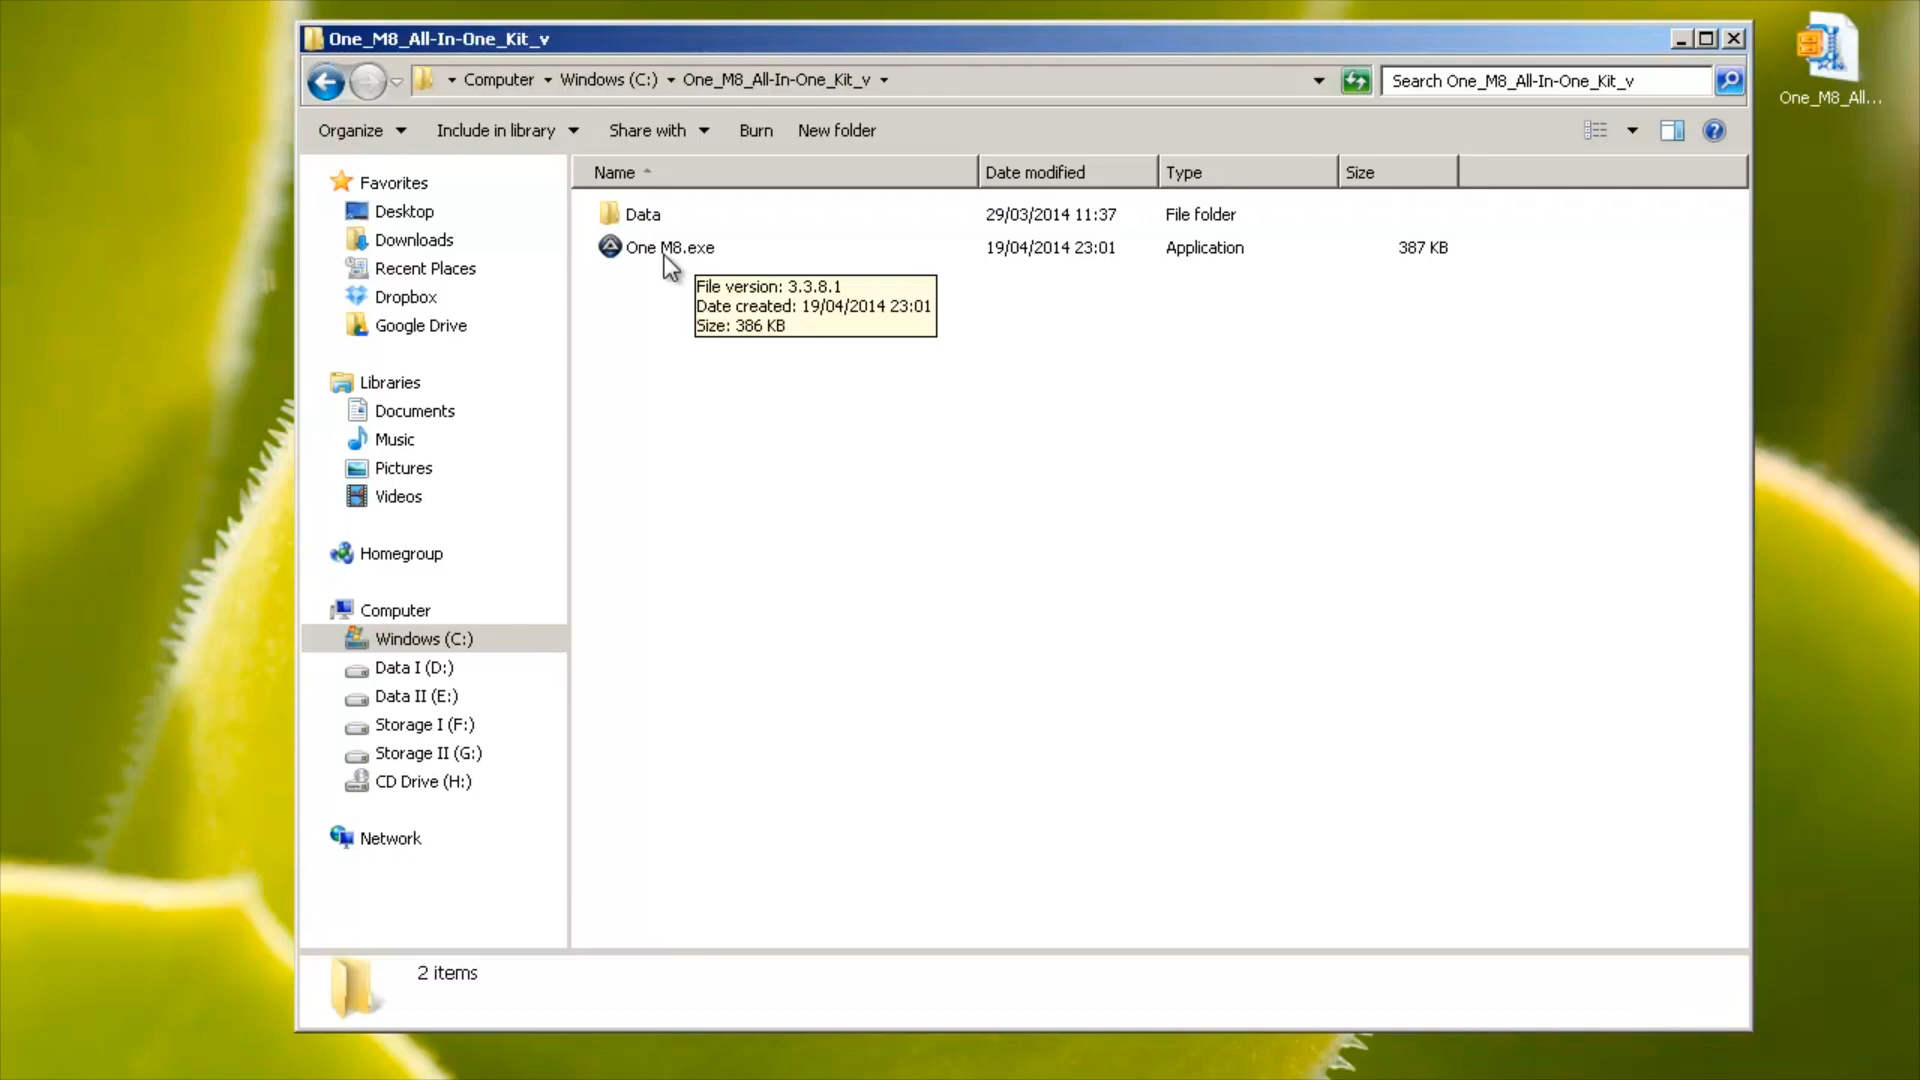 One_M8_All-In-One_Kit_v
Computer Windows (C:) One_M8_All-In-One_Kit_v
Search One_M8_All-In-One_Kit_v
One_M8_All...
Organize Include in library Share with Burn New folder
Name Date modified Type Size
Favorites
Desktop
Downloads
Recent Places
Dropbox
Google Drive
Libraries
Documents
Music
Pictures
Videos
Homegroup
Computer
Windows (C:)
Data I (D:)
Data II (E:)
Storage I (F:)
Storage II (G:)
CD Drive (H:)
Network
Data 29/03/2014 11:37 File folder
One M8.exe 19/04/2014 23:01 Application 387 KB
File version: 3.3.8.1
Date created: 19/04/2014 23:01
Size: 386 KB
2 items